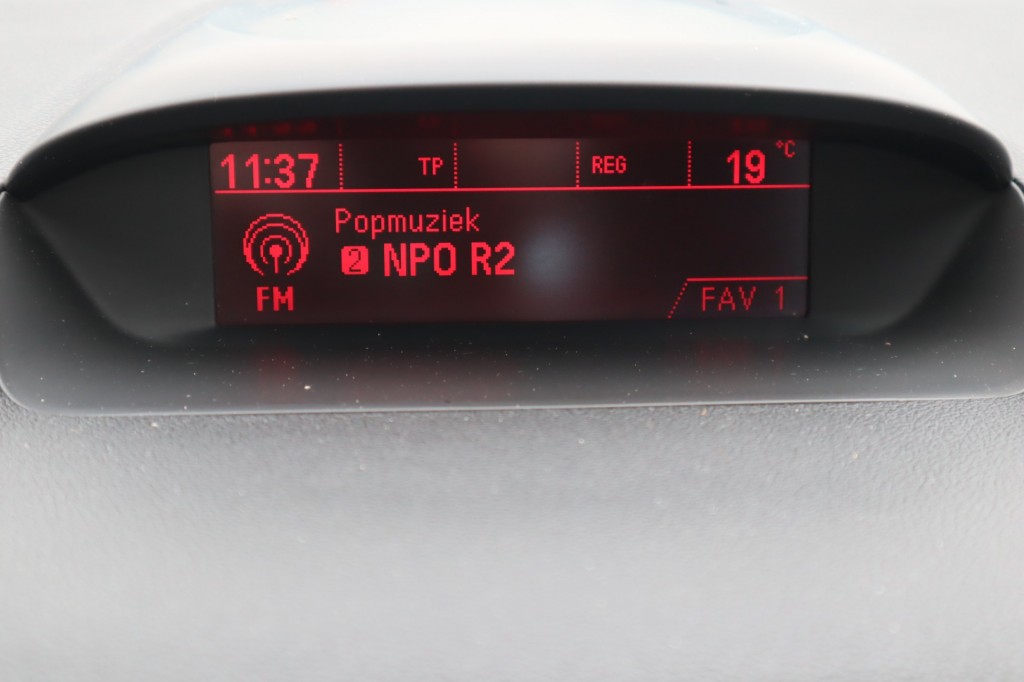 11:37 TP REG 19 °C
Popmuziek
2 NPO R2
FM
FAV 1